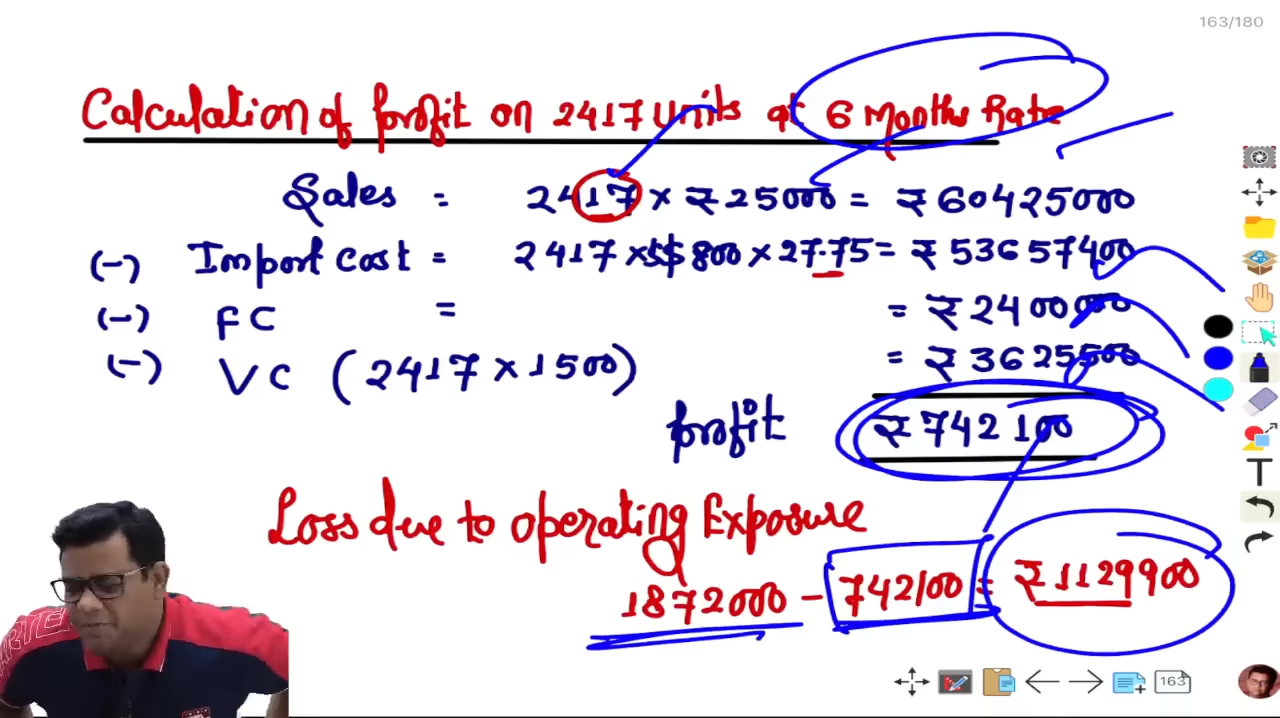 163/180
Calculation of profit on 2417 Units at 6 Months Rate
Sales = 2417 × ₹25000 = ₹60425000
(-) Import Cost = 2417 × S$ 800 × 27.75 = ₹53657400
(-) FC = = ₹2400000
(-) VC (2417 × 1500) = ₹3625500
profit ₹742100
Loss due to operating Exposure
1872000 - 742100 = ₹1129900
163